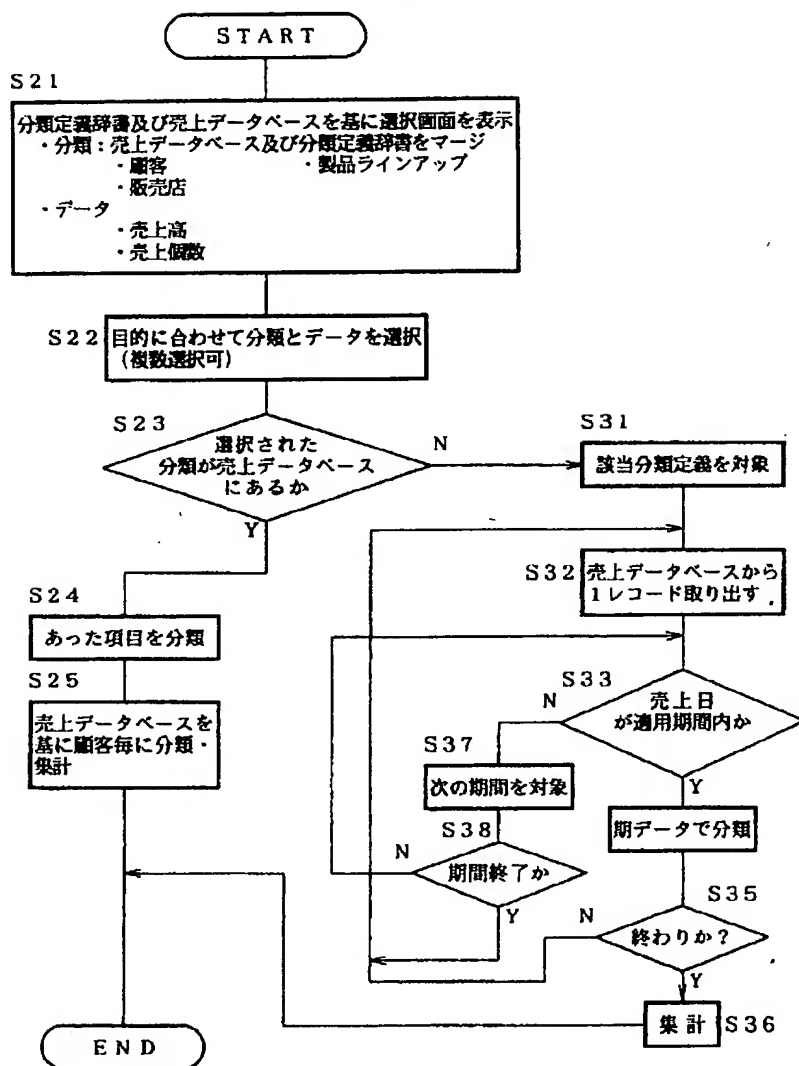 START
S21
分類定義辞書及び売上データベースを基に選択画面を表示
・分類：売上データベース及び分類定義辞書をマージ
・顧客 ・製品ラインアップ
・販売店
・データ
・売上高
・売上個数
S22
目的に合わせて分類とデータを選択
（複数選択可）
S23
選択された
分類が売上データベース
にあるか
N
Y
S24
あった項目を分類
S25
売上データベースを
基に顧客毎に分類・
集計
S31
該当分類定義を対象
S32
売上データベースから
1レコード取り出す
S33
売上日
が適用期間内か
N
Y
S37
次の期間を対象
S38
期間終了か
N
Y
期データで分類
S35
終わりか？
N
Y
集計
S36
END